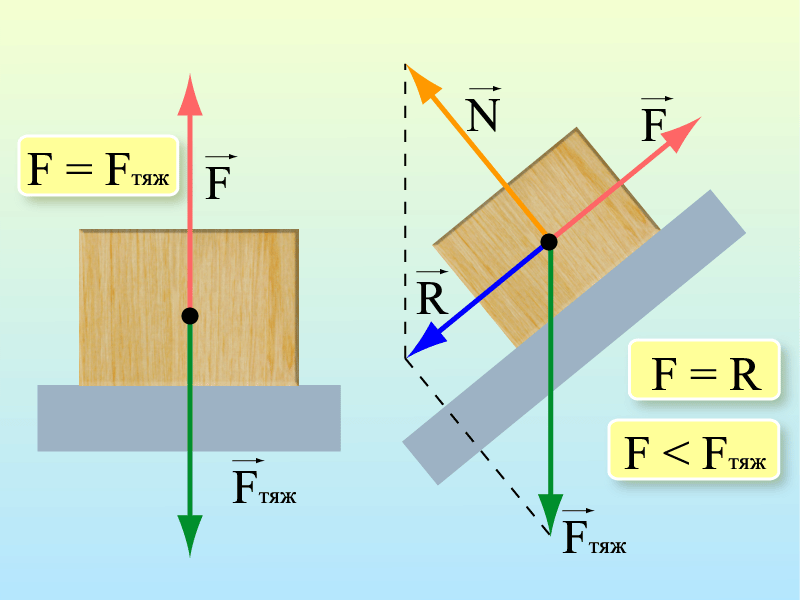 F = Fтяж
F
Fтяж
N
F
R
F = R
F < Fтяж
Fтяж